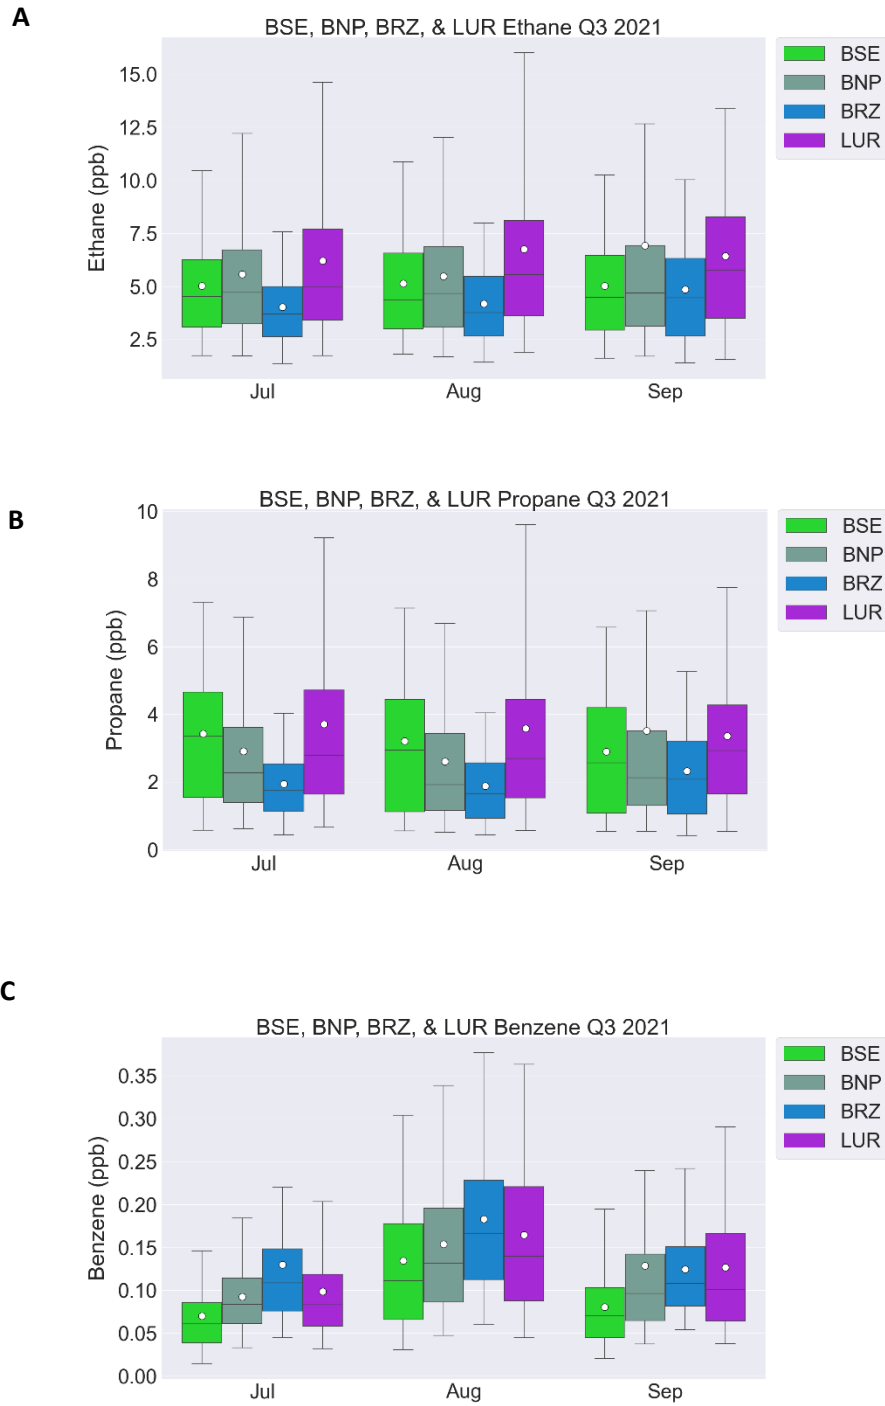 A
BSE, BNP, BRZ, & LUR Ethane Q3 2021
Ethane (ppb)
15.0
12.5
10.0
7.5
5.0
2.5
Jul Aug Sep
BSE
BNP
BRZ
LUR
B
BSE, BNP, BRZ, & LUR Propane Q3 2021
Propane (ppb)
10
8
6
4
2
0
Jul Aug Sep
BSE
BNP
BRZ
LUR
C
BSE, BNP, BRZ, & LUR Benzene Q3 2021
Benzene (ppb)
0.35
0.30
0.25
0.20
0.15
0.10
0.05
0.00
Jul Aug Sep
BSE
BNP
BRZ
LUR